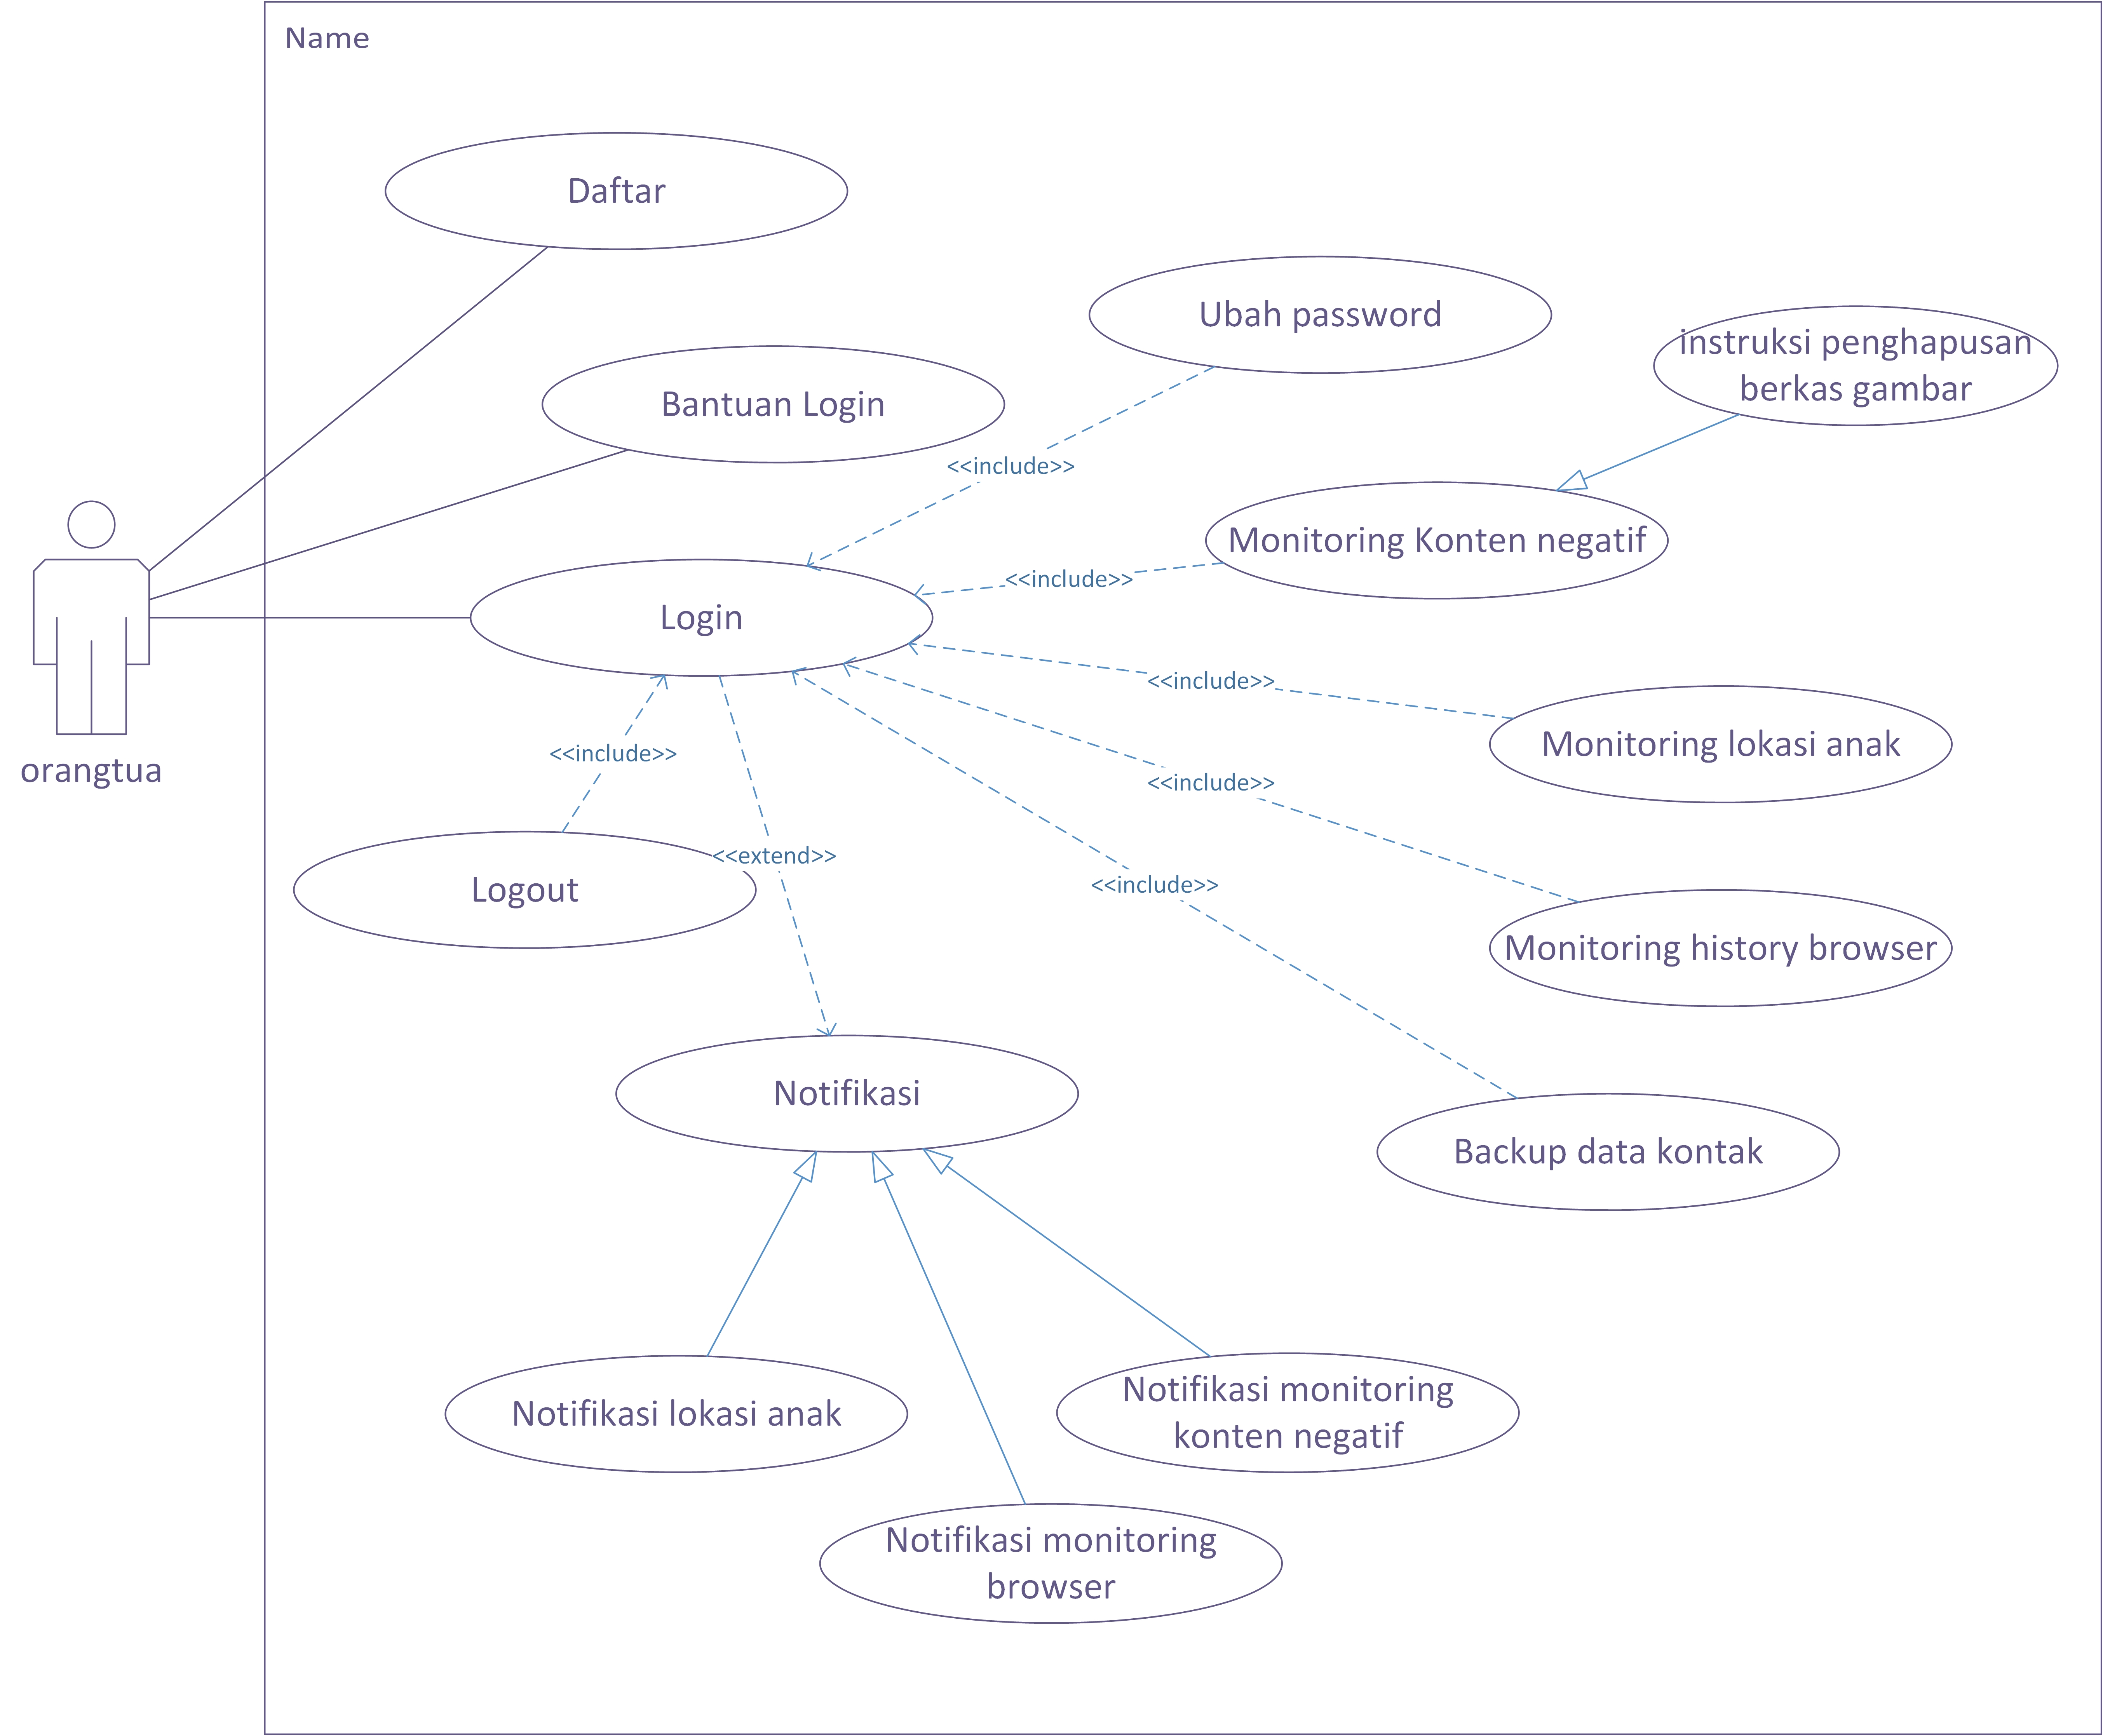 Name
Daftar
Ubah password
instruksi penghapusan
berkas gambar
Bantuan Login
<<include>>
Monitoring Konten negatif
<<include>>
Login
<<include>>
Monitoring lokasi anak
<<include>>
orangtua
<<include>>
<<extend>>
Logout
<<include>>
Monitoring history browser
Notifikasi
Backup data kontak
Notifikasi lokasi anak
Notifikasi monitoring
konten negatif
Notifikasi monitoring
browser